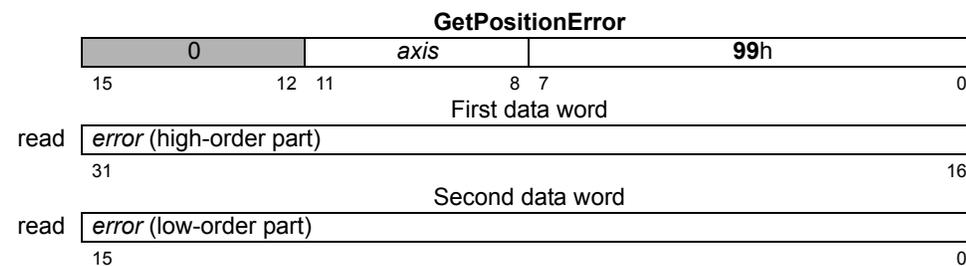 GetPositionError
0 axis 99h
15 12 11 8 7 0
First data word
read error (high-order part)
31 16
Second data word
read error (low-order part)
15 0